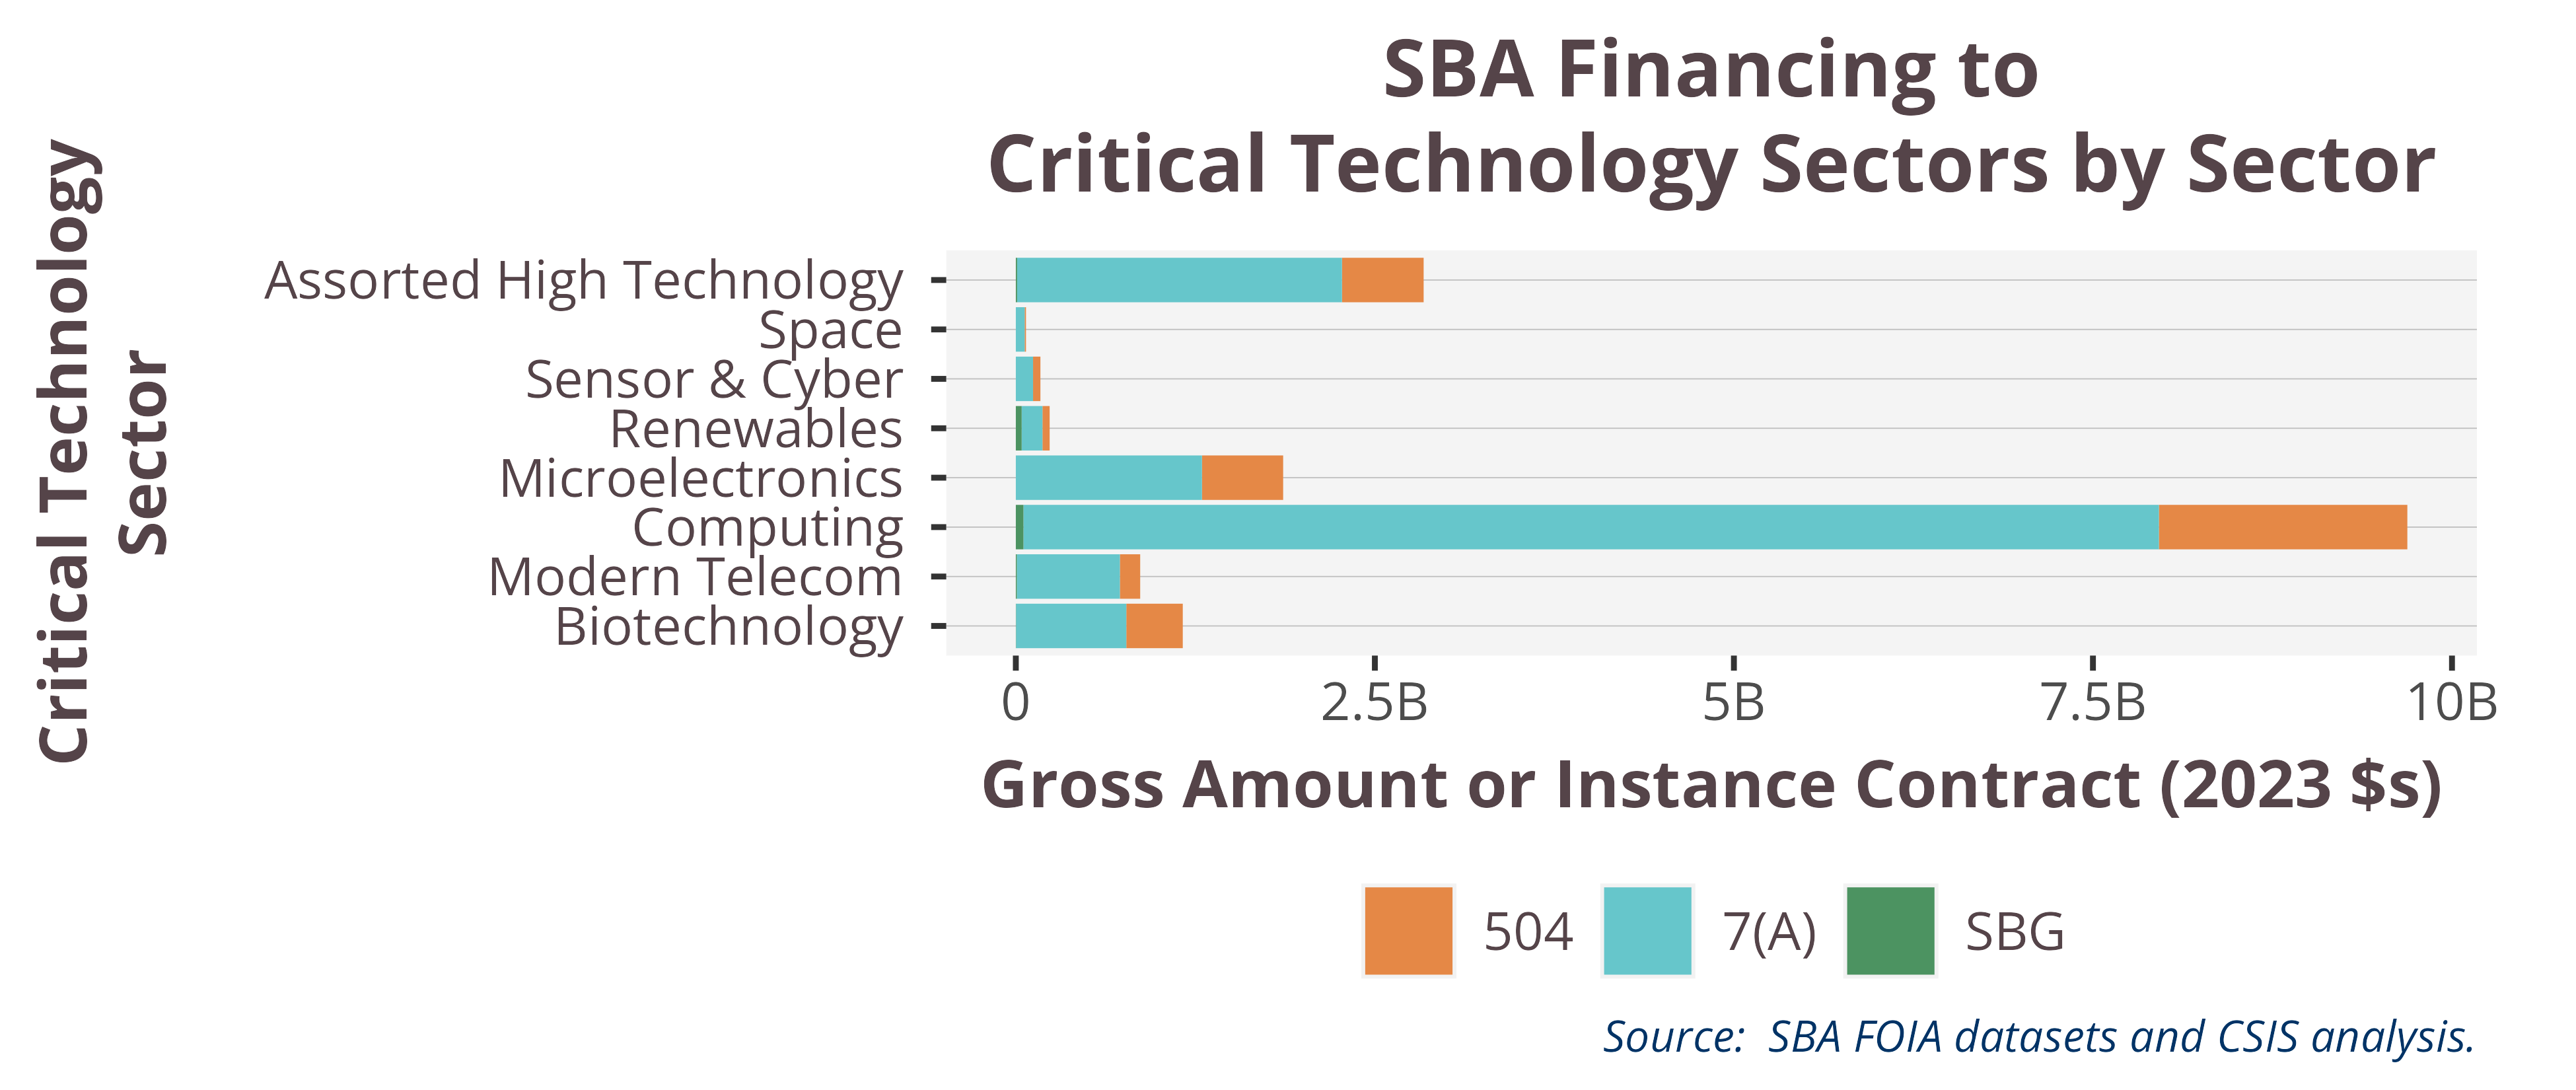 SBA Financing to
Critical Technology Sectors by Sector
Critical Technology
Sector
Assorted High Technology
Space
Sensor & Cyber
Renewables
Microelectronics
Computing
Modern Telecom
Biotechnology
0 2.5B 5B 7.5B 10B
Gross Amount or Instance Contract (2023 $s)
504 7(A) SBG
Source:  SBA FOIA datasets and CSIS analysis.